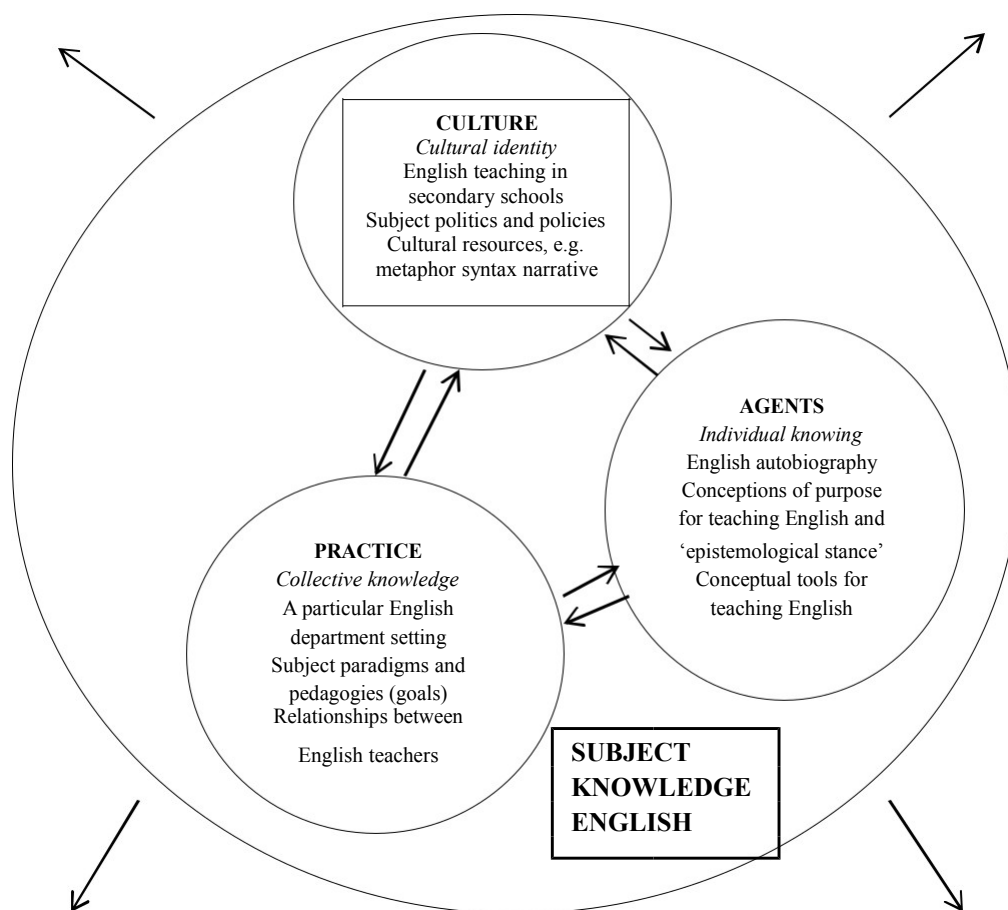 CULTURE
Cultural identity
English teaching in
secondary schools
Subject politics and policies
Cultural resources, e.g.
metaphor syntax narrative
AGENTS
Individual knowing
English autobiography
Conceptions of purpose
for teaching English and
‘epistemological stance’
Conceptual tools for
teaching English
PRACTICE
Collective knowledge
A particular English
department setting
Subject paradigms and
pedagogies (goals)
Relationships between
English teachers
SUBJECT
KNOWLEDGE
ENGLISH